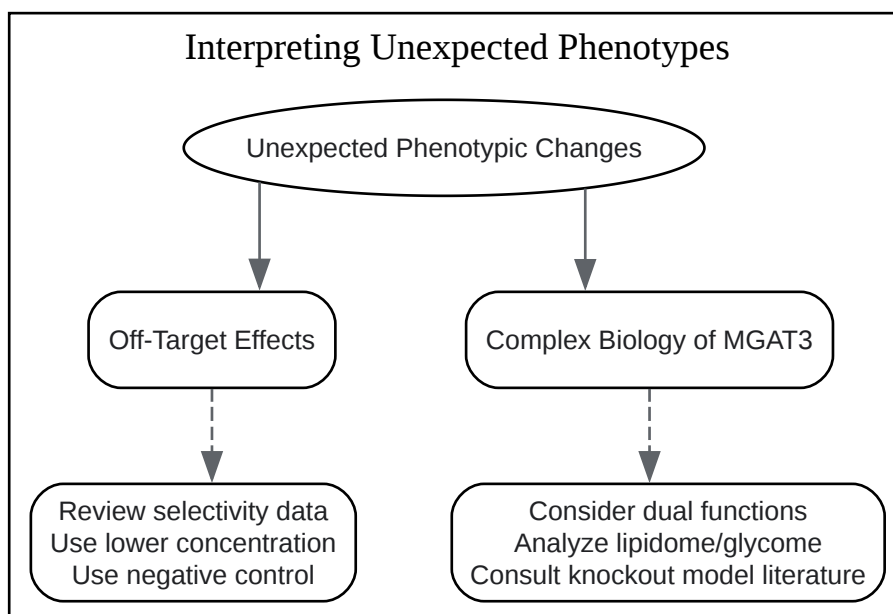 Interpreting Unexpected Phenotypes
Unexpected Phenotypic Changes
Off-Target Effects
Complex Biology of MGAT3
Review selectivity data
Use lower concentration
Use negative control
Consider dual functions
Analyze lipidome/glycome
Consult knockout model literature